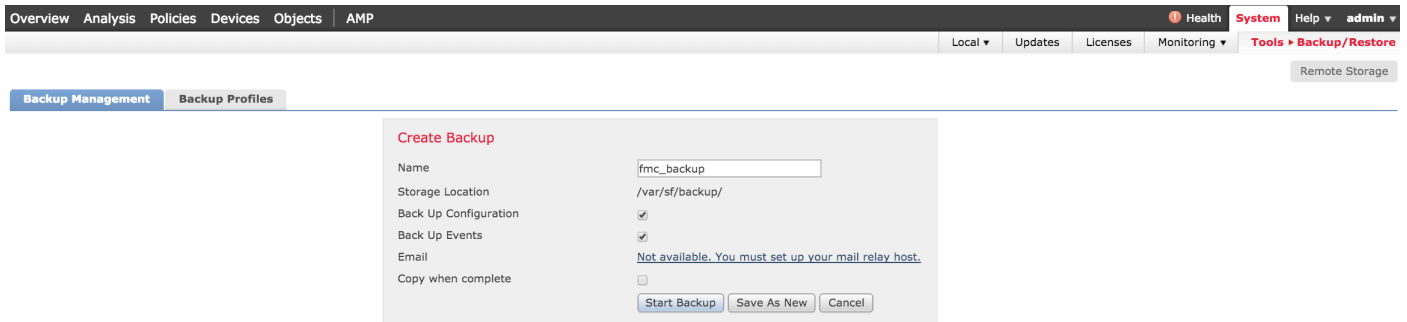 Overview Analysis Policies Devices Objects AMP Health System Help ▾ admin ▾
Local ▾ Updates Licenses Monitoring ▾ Tools ▸ Backup/Restore
Remote Storage
Backup Management Backup Profiles
Create Backup
Name fmc_backup
Storage Location /var/sf/backup/
Back Up Configuration
Back Up Events
Email Not available. You must set up your mail relay host.
Copy when complete
Start Backup Save As New Cancel